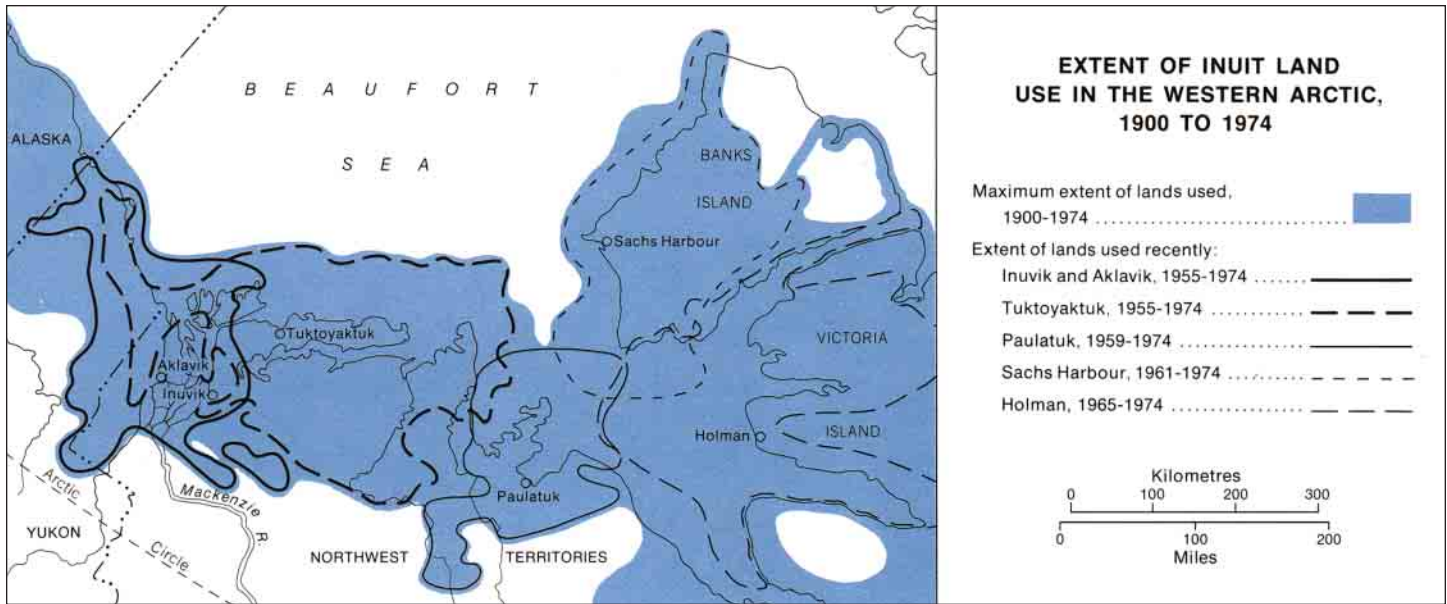 BEAUFORT
SEA
ALASKA
BANKS
ISLAND
Sachs Harbour
Tuktoyaktuk
VICTORIA
Aklavik
Inuvik
Holman
ISLAND
Paulatuk
Arctic
Circle
Mackenzie R.
YUKON
NORTHWEST TERRITORIES
EXTENT OF INUIT LAND
USE IN THE WESTERN ARCTIC,
1900 TO 1974
Maximum extent of lands used,
1900-1974
Extent of lands used recently:
Inuvik and Aklavik, 1955-1974
Tuktoyaktuk, 1955-1974
Paulatuk, 1959-1974
Sachs Harbour, 1961-1974
Holman, 1965-1974
Kilometres
0 100 200 300
0 100 200
Miles